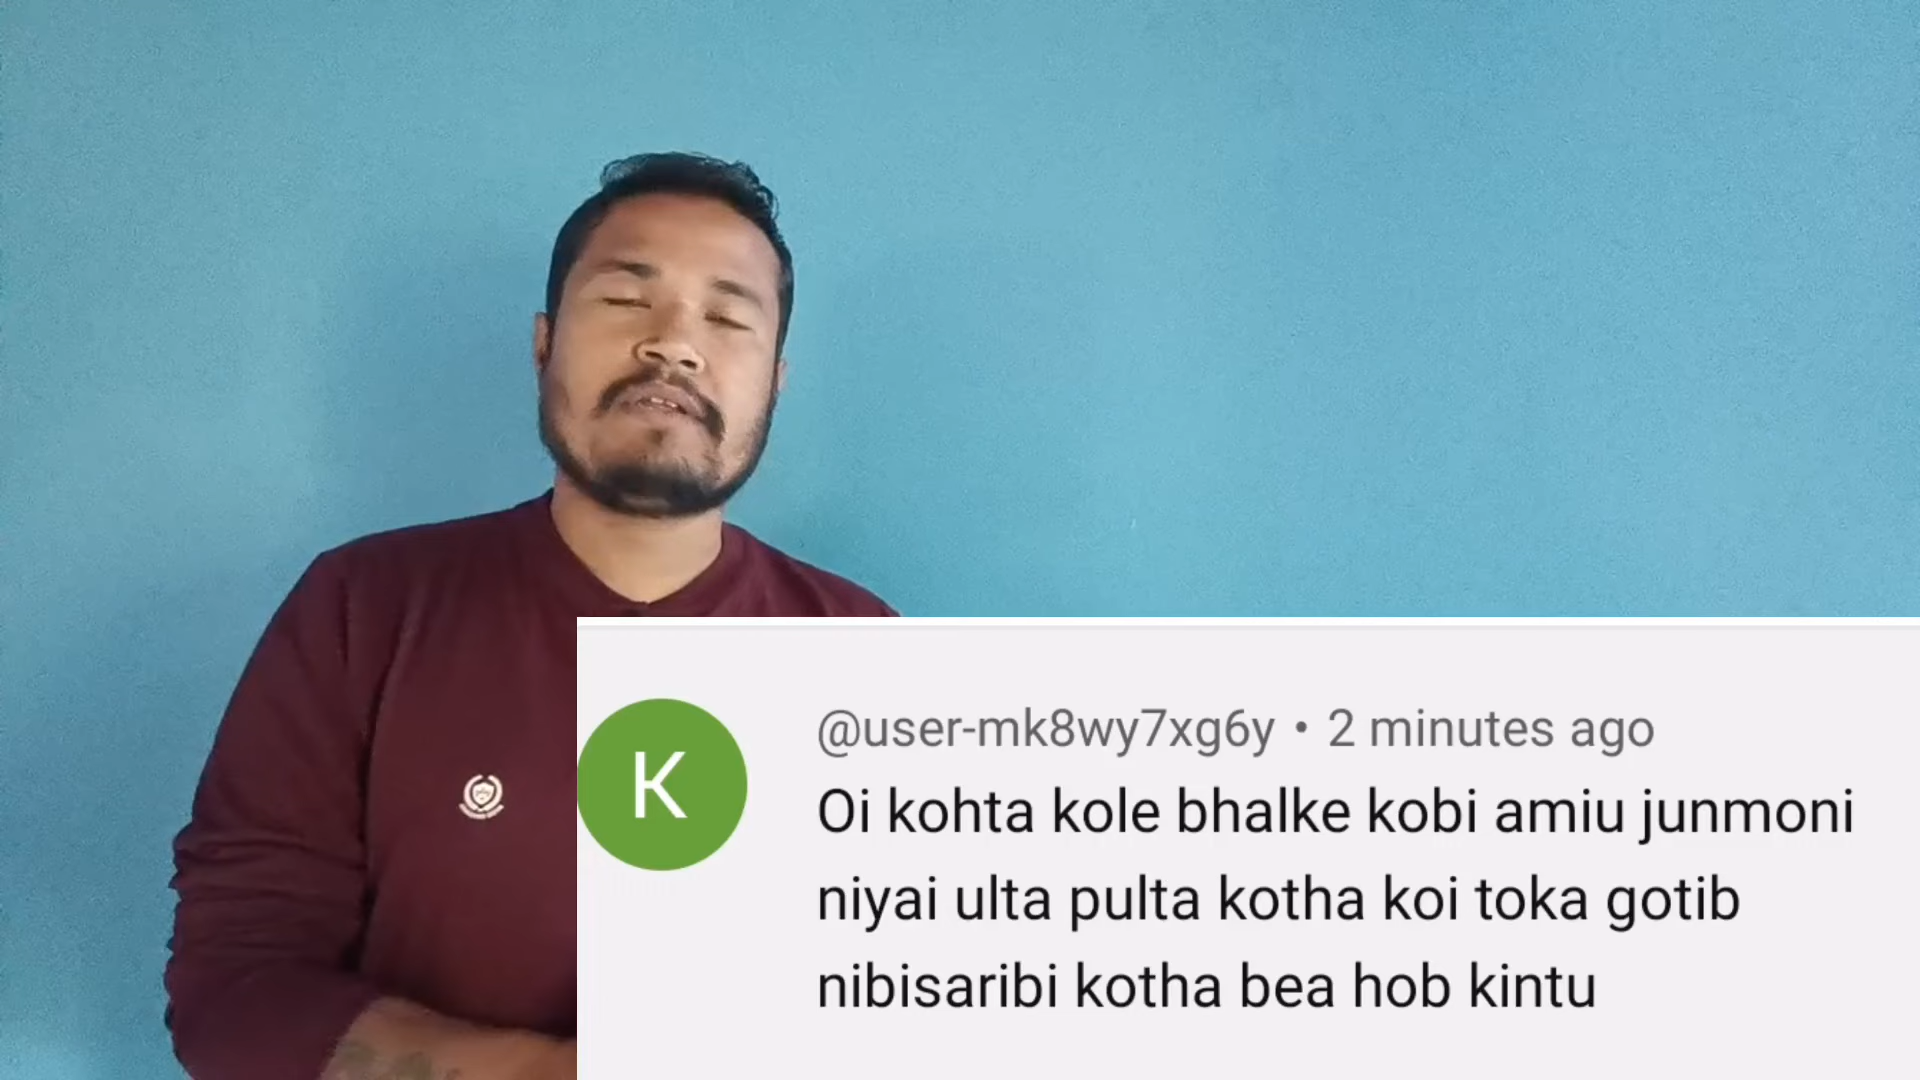 K
@user-mk8wy7xg6y • 2 minutes ago
Oi kohta kole bhalke kobi amiu junmoni
niyai ulta pulta kotha koi toka gotib
nibisaribi kotha bea hob kintu